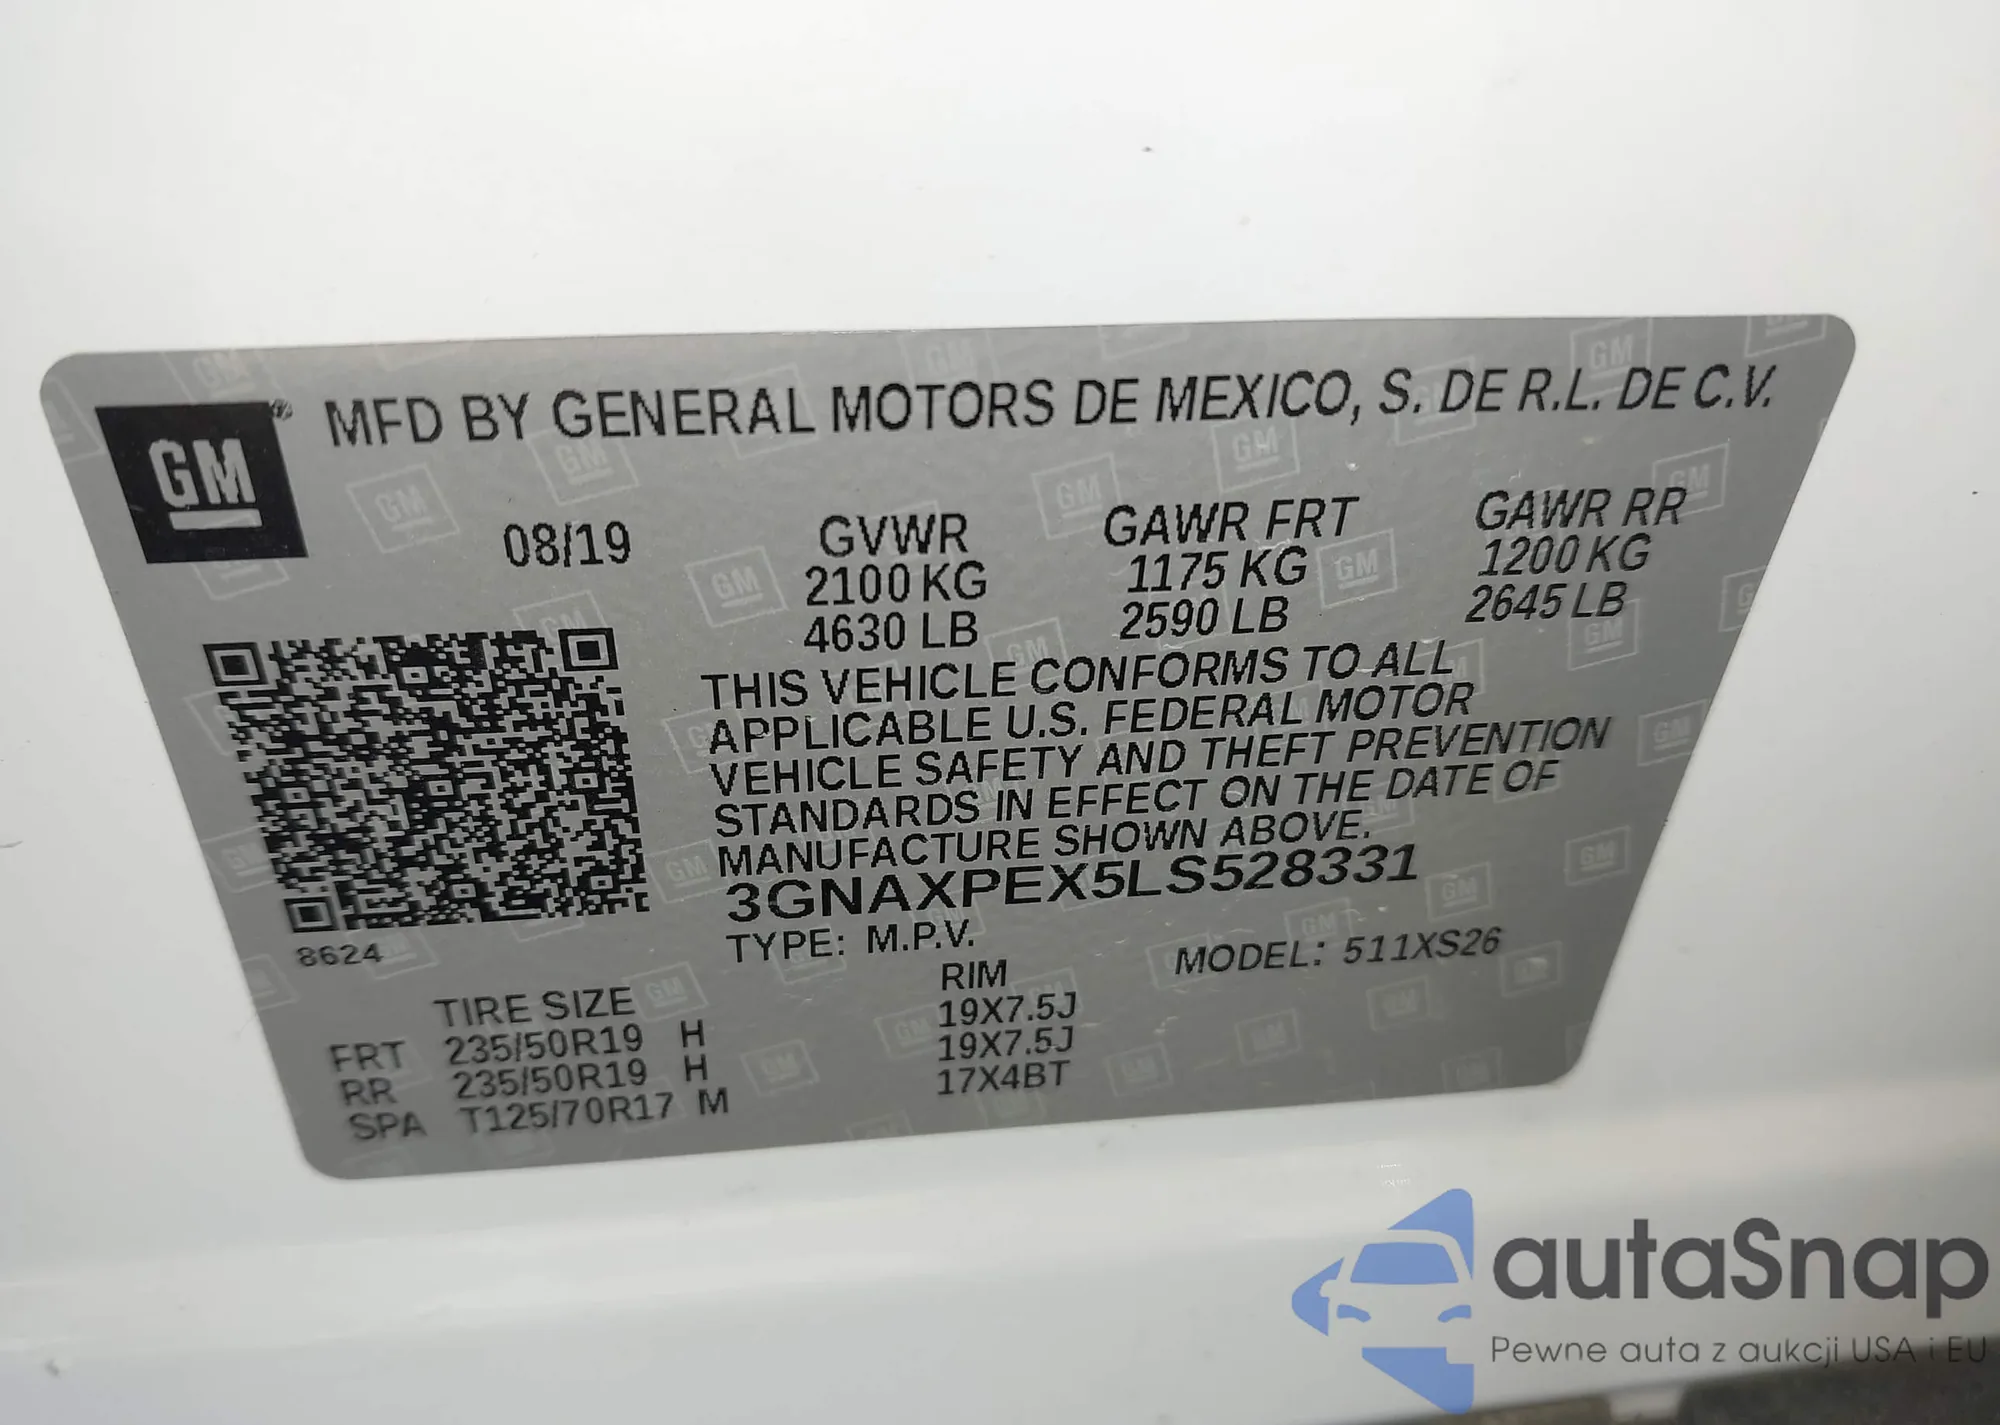 GM
MFD BY GENERAL MOTORS DE MEXICO, S. DE R.L. DE C.V.
08/19
GVWR
2100 KG
4630 LB
GAWR FRT
1175 KG
2590 LB
GAWR RR
1200 KG
2645 LB
THIS VEHICLE CONFORMS TO ALL
APPLICABLE U.S. FEDERAL MOTOR
VEHICLE SAFETY AND THEFT PREVENTION
STANDARDS IN EFFECT ON THE DATE OF
MANUFACTURE SHOWN ABOVE.
3GNAXPEX5LS528331
8624
TYPE: M.P.V.
MODEL: 511XS26
TIRE SIZE RIM
FRT 235/50R19 H 19X7.5J
RR 235/50R19 H 19X7.5J
SPA T125/70R17 M 17X4BT
autaSnap
Pewne auta z aukcji USA i EU